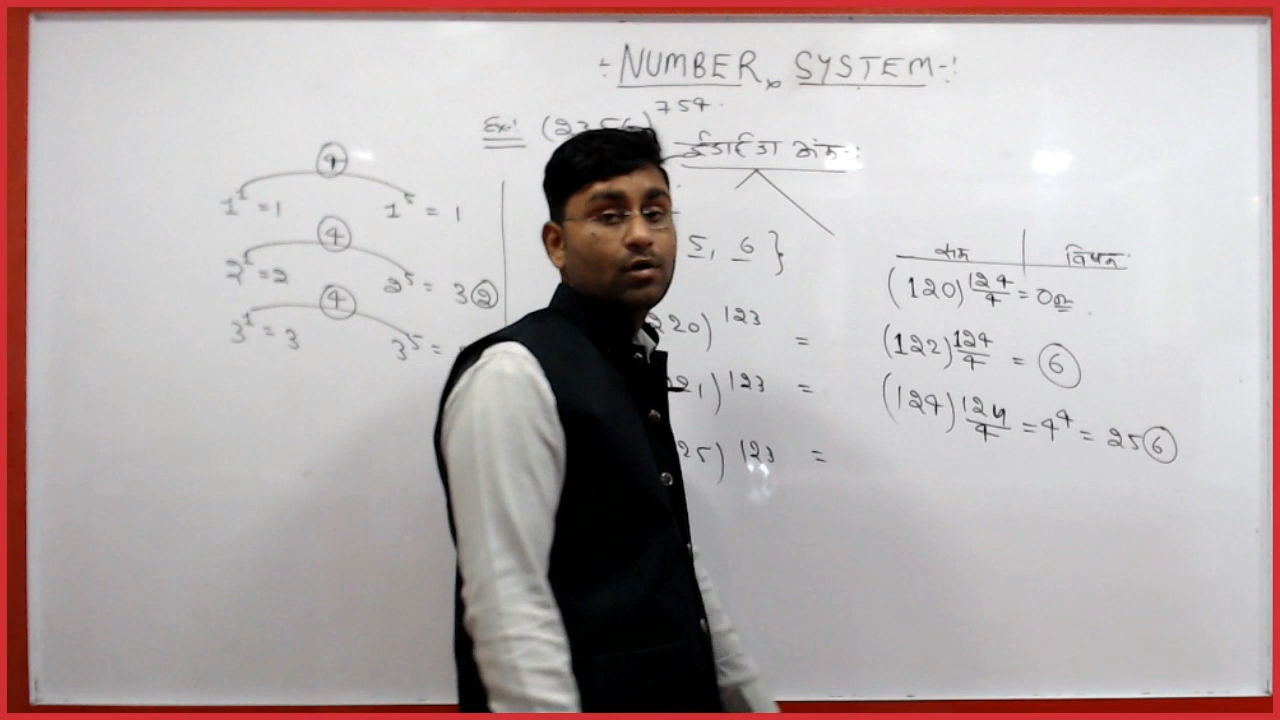 NUMBER SYSTEM
Ex:- (2356)^754
ईकाई का अंक:-
④
1^1 = 1 1^5 = 1
④
2^1 = 2 2^5 = 3②
④
3^1 = 3 3^5 =
5, 6}
220)^123 =
21)^123 =
25)^123 =
सम | विषम
(120)^124/4 = 0
(122)^124/4 = ⑥
(124)^124/4 = 4^4 = 25⑥